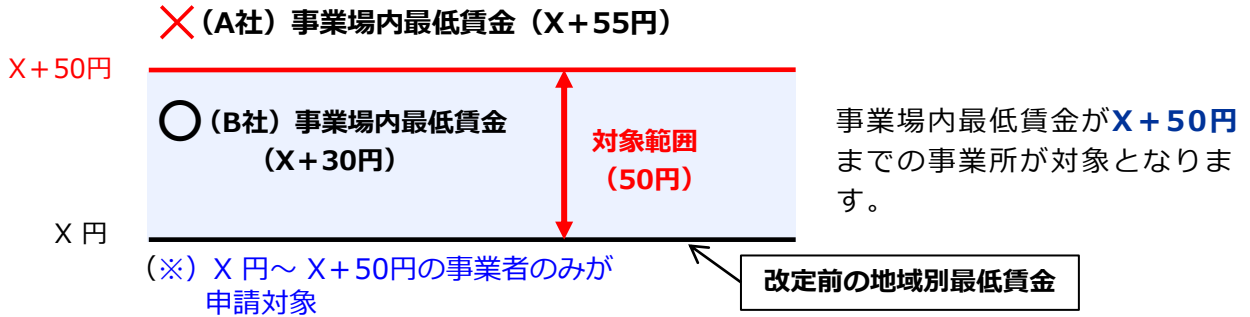 (A社)事業場内最低賃金(X+55円)
X+50円
(B社)事業場内最低賃金
(X+30円)
対象範囲
(50円)
事業場内最低賃金がX+50円
までの事業所が対象となりま
す。
X 円
(※)X 円~ X+50円の事業者のみが
申請対象
改定前の地域別最低賃金